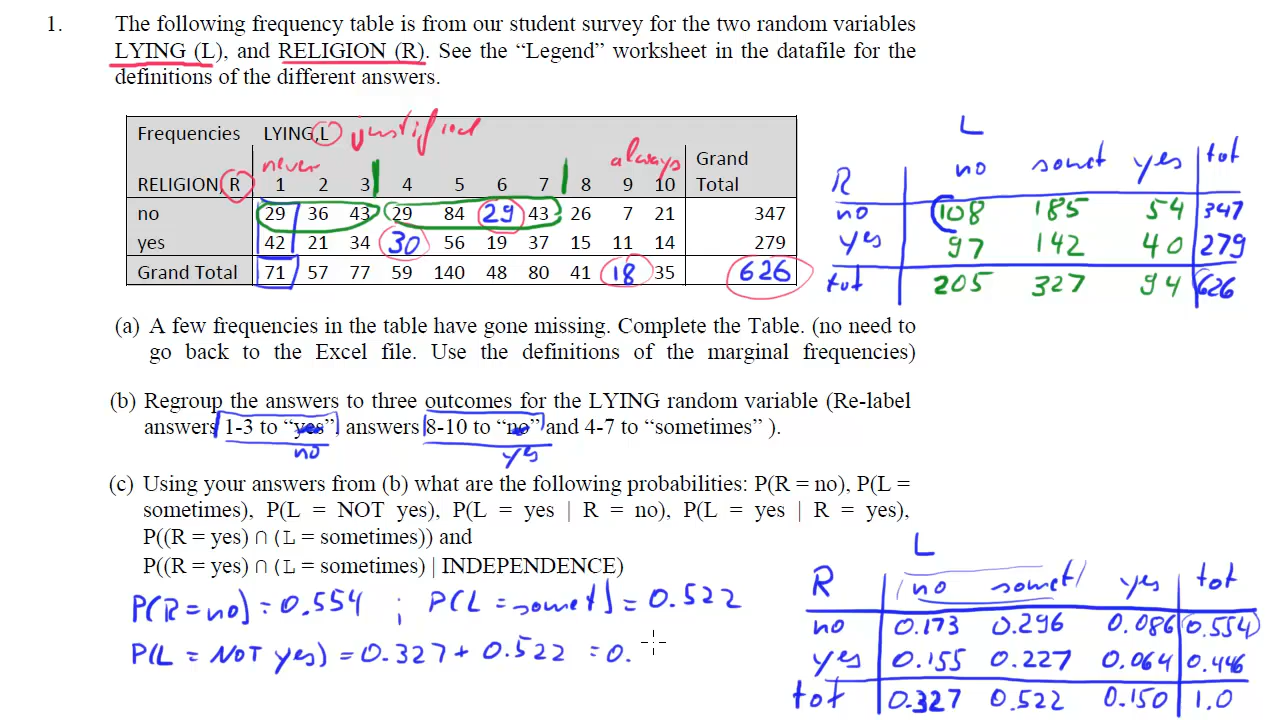 1. The following frequency table is from our student survey for the two random variables
LYING (L), and RELIGION (R). See the “Legend” worksheet in the datafile for the
definitions of the different answers.
Frequencies LYING,L justified
never always Grand
RELIGION, R 1 2 3 4 5 6 7 8 9 10 Total
no 29 36 43 29 84 29 43 26 7 21 347
yes 42 21 34 30 56 19 37 15 11 14 279
Grand Total 71 57 77 59 140 48 80 41 18 35 626
L
R no somet yes tot
no 108 185 54 347
yes 97 142 40 279
tot 205 327 94 626
(a) A few frequencies in the table have gone missing. Complete the Table. (no need to
go back to the Excel file. Use the definitions of the marginal frequencies)
(b) Regroup the answers to three outcomes for the LYING random variable (Re-label
answers 1-3 to “yes”, answers 8-10 to “no” and 4-7 to “sometimes” ).
no yes
(c) Using your answers from (b) what are the following probabilities: P(R = no), P(L =
sometimes), P(L = NOT yes), P(L = yes | R = no), P(L = yes | R = yes),
P((R = yes) ∩ (L = sometimes)) and
P((R = yes) ∩ (L = sometimes) | INDEPENDENCE)
P(R = no) = 0.554 ; P(L = somet) = 0.522
P(L = NOT yes) = 0.327 + 0.522 = 0.
L
R no somet yes tot
no 0.173 0.296 0.086 0.554
yes 0.155 0.227 0.064 0.446
tot 0.327 0.522 0.150 1.0